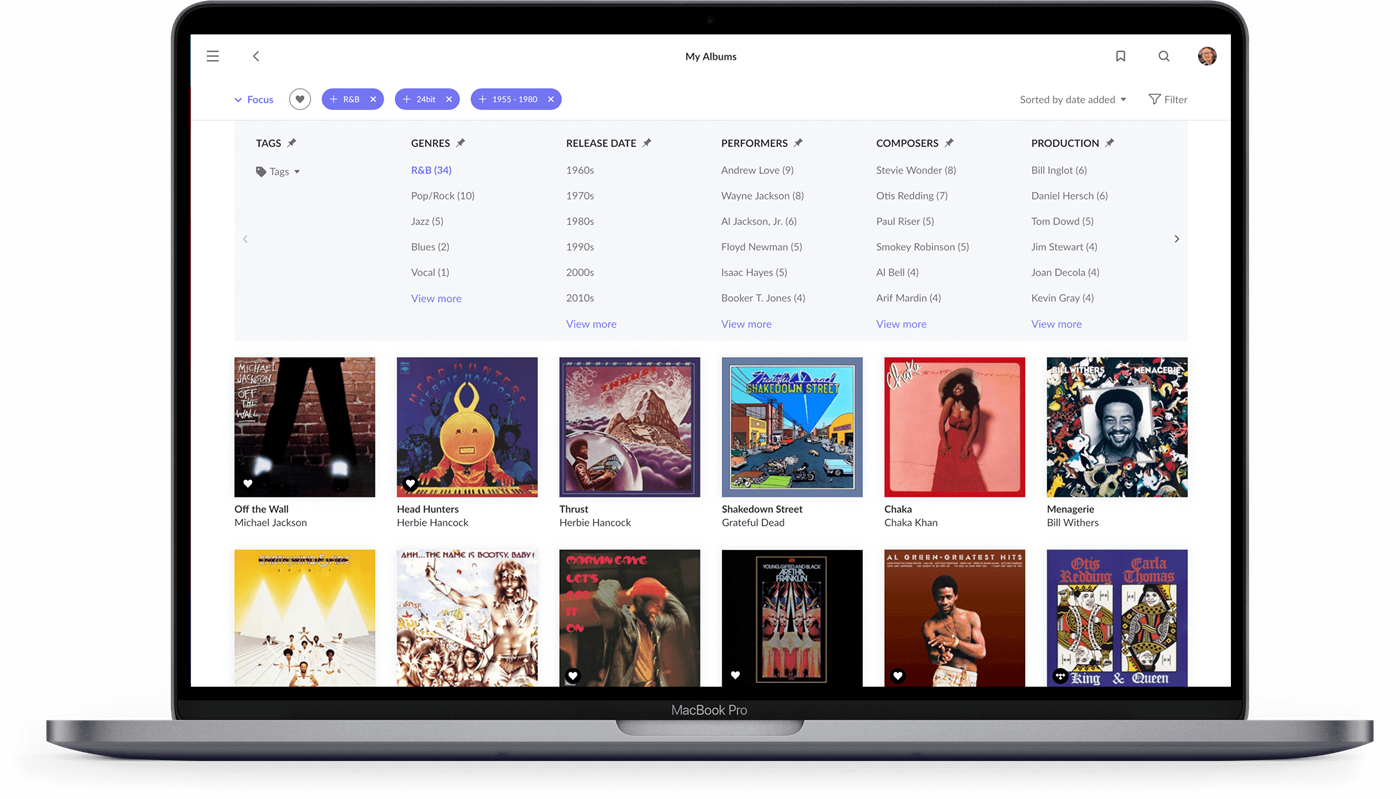 My Albums
Focus
R&B
24bit
1955 - 1980
Sorted by date added
Filter
TAGS
GENRES
RELEASE DATE
PERFORMERS
COMPOSERS
PRODUCTION
Tags
R&B (34)
1960s
Andrew Love (9)
Stevie Wonder (8)
Bill Inglot (6)
Pop/Rock (10)
1970s
Wayne Jackson (8)
Otis Redding (7)
Daniel Hersch (6)
Jazz (5)
1980s
Al Jackson, Jr. (6)
Paul Riser (5)
Tom Dowd (5)
Blues (2)
1990s
Floyd Newman (5)
Smokey Robinson (5)
Jim Stewart (4)
Vocal (1)
2000s
Isaac Hayes (5)
Al Bell (4)
Joan Decola (4)
View more
2010s
Booker T. Jones (4)
Arif Mardin (4)
Kevin Gray (4)
View more
View more
View more
View more
MICHAEL
JACKSON
OFF
THE
WALL
HEAD HUNTERS
HERBIE HANCOCK
HERBIE HANCOCK
THRUST
Grateful Dead
SHAKEDOWN STREET
Chaka
BILL WITHERS
MENAGERIE
Off the Wall
Michael Jackson
Head Hunters
Herbie Hancock
Thrust
Herbie Hancock
Shakedown Street
Grateful Dead
Chaka
Chaka Khan
Menagerie
Bill Withers
EARTH WIND & FIRE
SPIRIT
AHH...THE NAME IS BOOTSY, BABY!
MARVIN GAYE
LET'S
GET IT
ON
YOUNG, GIFTED AND BLACK
ARETHA
FRANKLIN
AL GREEN-GREATEST HITS
Otis
Redding
Carla
Thomas
King & Queen
MacBook Pro